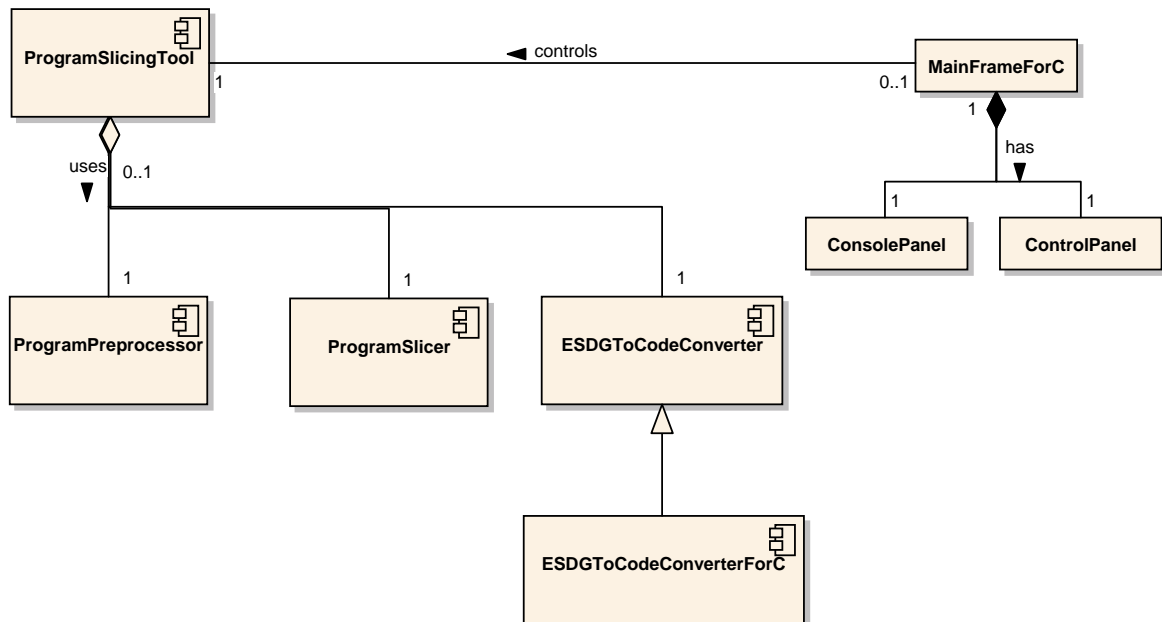 ProgramSlicingTool
controls
MainFrameForC
1
0..1
1
uses
0..1
has
1
1
ConsolePanel
ControlPanel
1
1
1
ProgramPreprocessor
ProgramSlicer
ESDGToCodeConverter
ESDGToCodeConverterForC